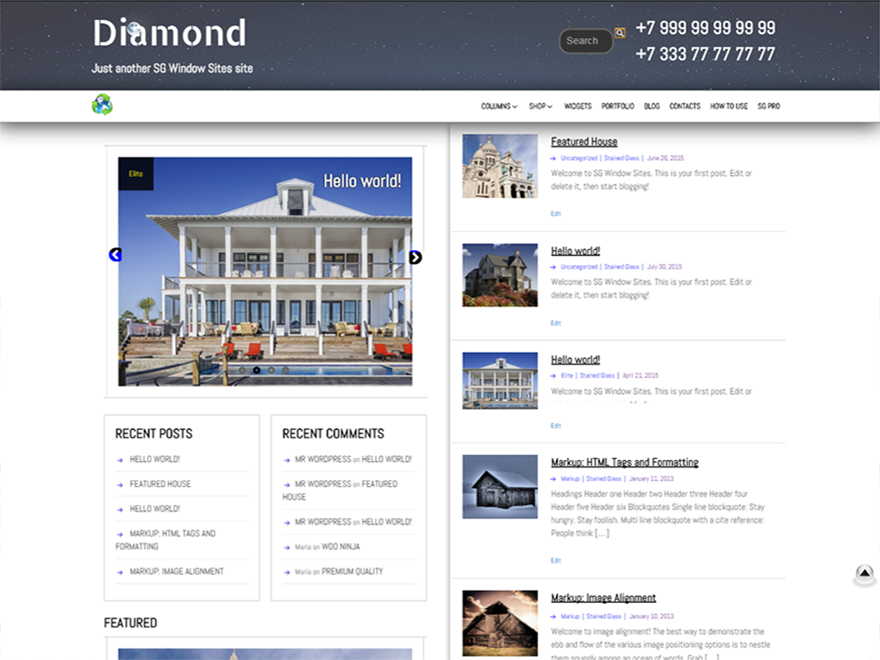 Diamond
Just another SG Window Sites site
Search
+7 999 99 99 99 99
+7 333 77 77 77 77
COLUMNS SHOP WIDGETS PORTFOLIO BLOG CONTACTS HOW TO USE SG PRO
Elite
Hello world!
RECENT POSTS
HELLO WORLD!
FEATURED HOUSE
HELLO WORLD!
MARKUP: HTML TAGS AND
FORMATTING
MARKUP: IMAGE ALIGNMENT
RECENT COMMENTS
MR WORDPRESS on HELLO WORLD!
MR WORDPRESS on FEATURED
HOUSE
MR WORDPRESS on HELLO WORLD!
Maria on WOO NINJA
Maria on PREMIUM QUALITY
FEATURED
Featured House
Uncategorized | Stained Glass | June 26, 2015
Welcome to SG Window Sites. This is your first post. Edit or
delete it, then start blogging!
Edit
Hello world!
Uncategorized | Stained Glass | July 20, 2015
Welcome to SG Window Sites. This is your first post. Edit or
delete it, then start blogging!
Edit
Hello world!
Elite | Stained Glass | April 21, 2015
Welcome to SG Window Sites. This is your first post. Edit or
Edit
Markup: HTML Tags and Formatting
Markup | Stained Glass | January 11, 2013
Headings Header one Header two Header three Header four
Header five Header six Blockquotes Single line blockquote: Stay
hungry. Stay foolish. Multi line blockquote with a cite reference:
People think [...]
Edit
Markup: Image Alignment
Markup | Stained Glass | January 10, 2013
Welcome to image alignment! The best way to demonstrate the
ebb and flow of the various image positioning options is to nestle
them snuggly among an ocean of words. Grab [...]